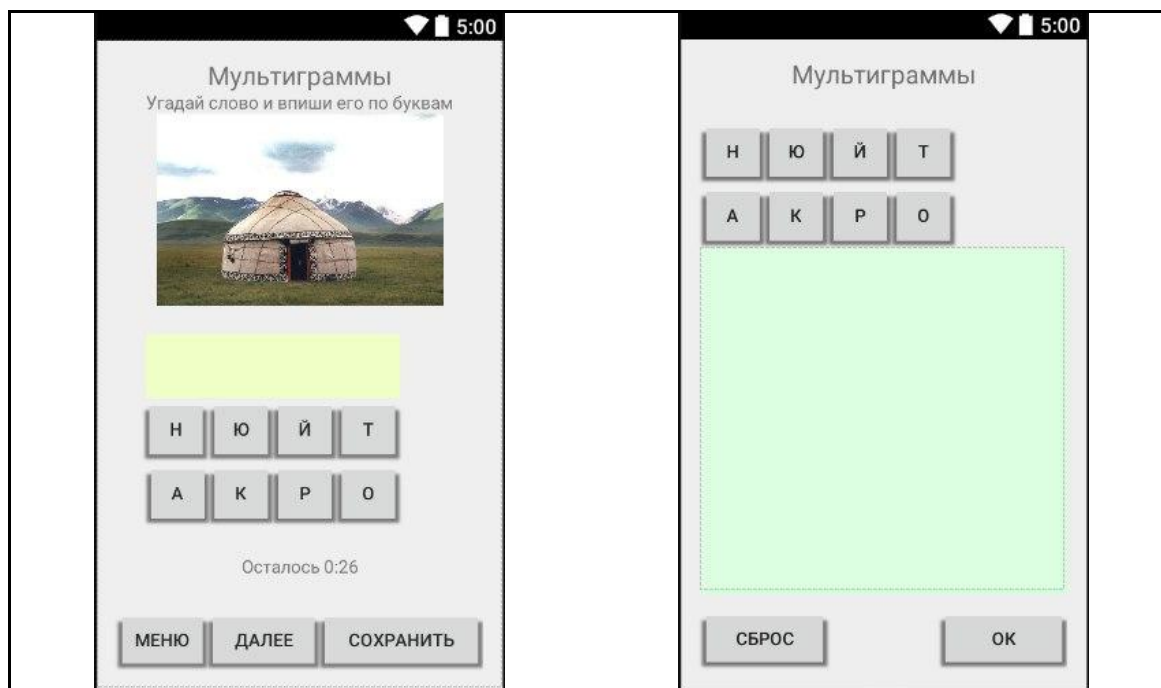 5:00
Мультиграммы
Угадай слово и впиши его по буквам
Н Ю Й Т
А К Р О
Осталось 0:26
МЕНЮ ДАЛЕЕ СОХРАНИТЬ
5:00
Мультиграммы
Н Ю Й Т
А К Р О
СБРОС ОК